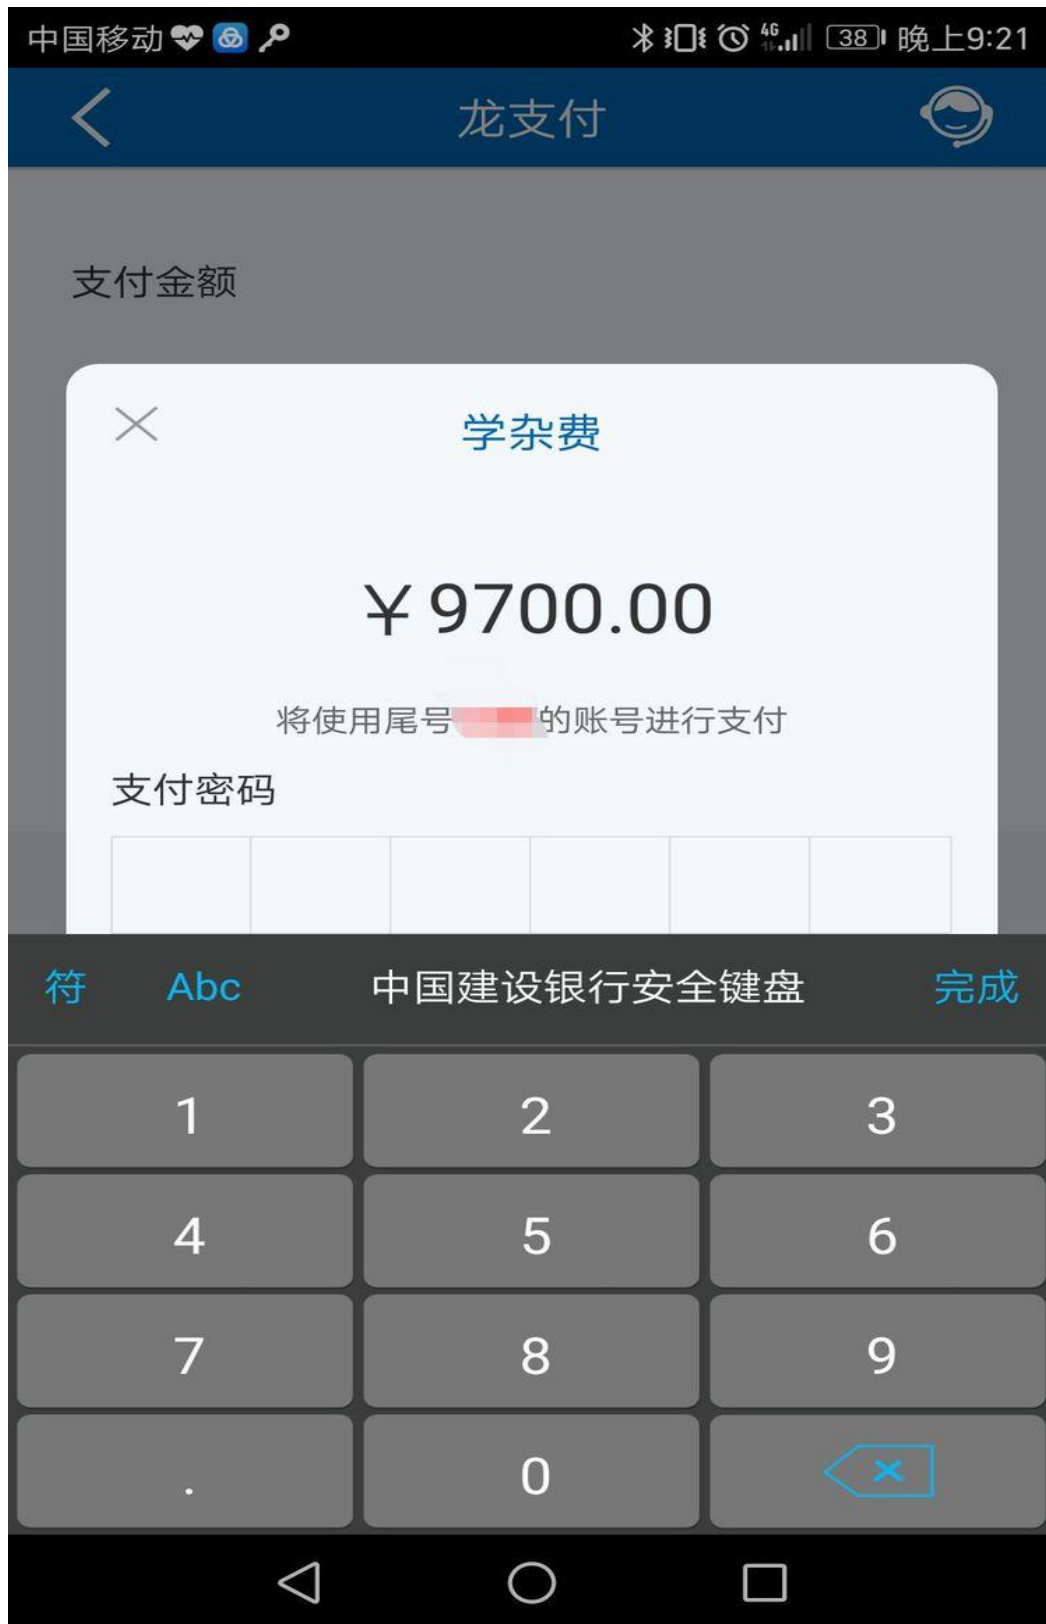 中国移动 4G 38 晚上9:21
龙支付
支付金额
学杂费
￥9700.00
将使用尾号 的账号进行支付
支付密码
符 Abc 中国建设银行安全键盘 完成
1 2 3
4 5 6
7 8 9
. 0